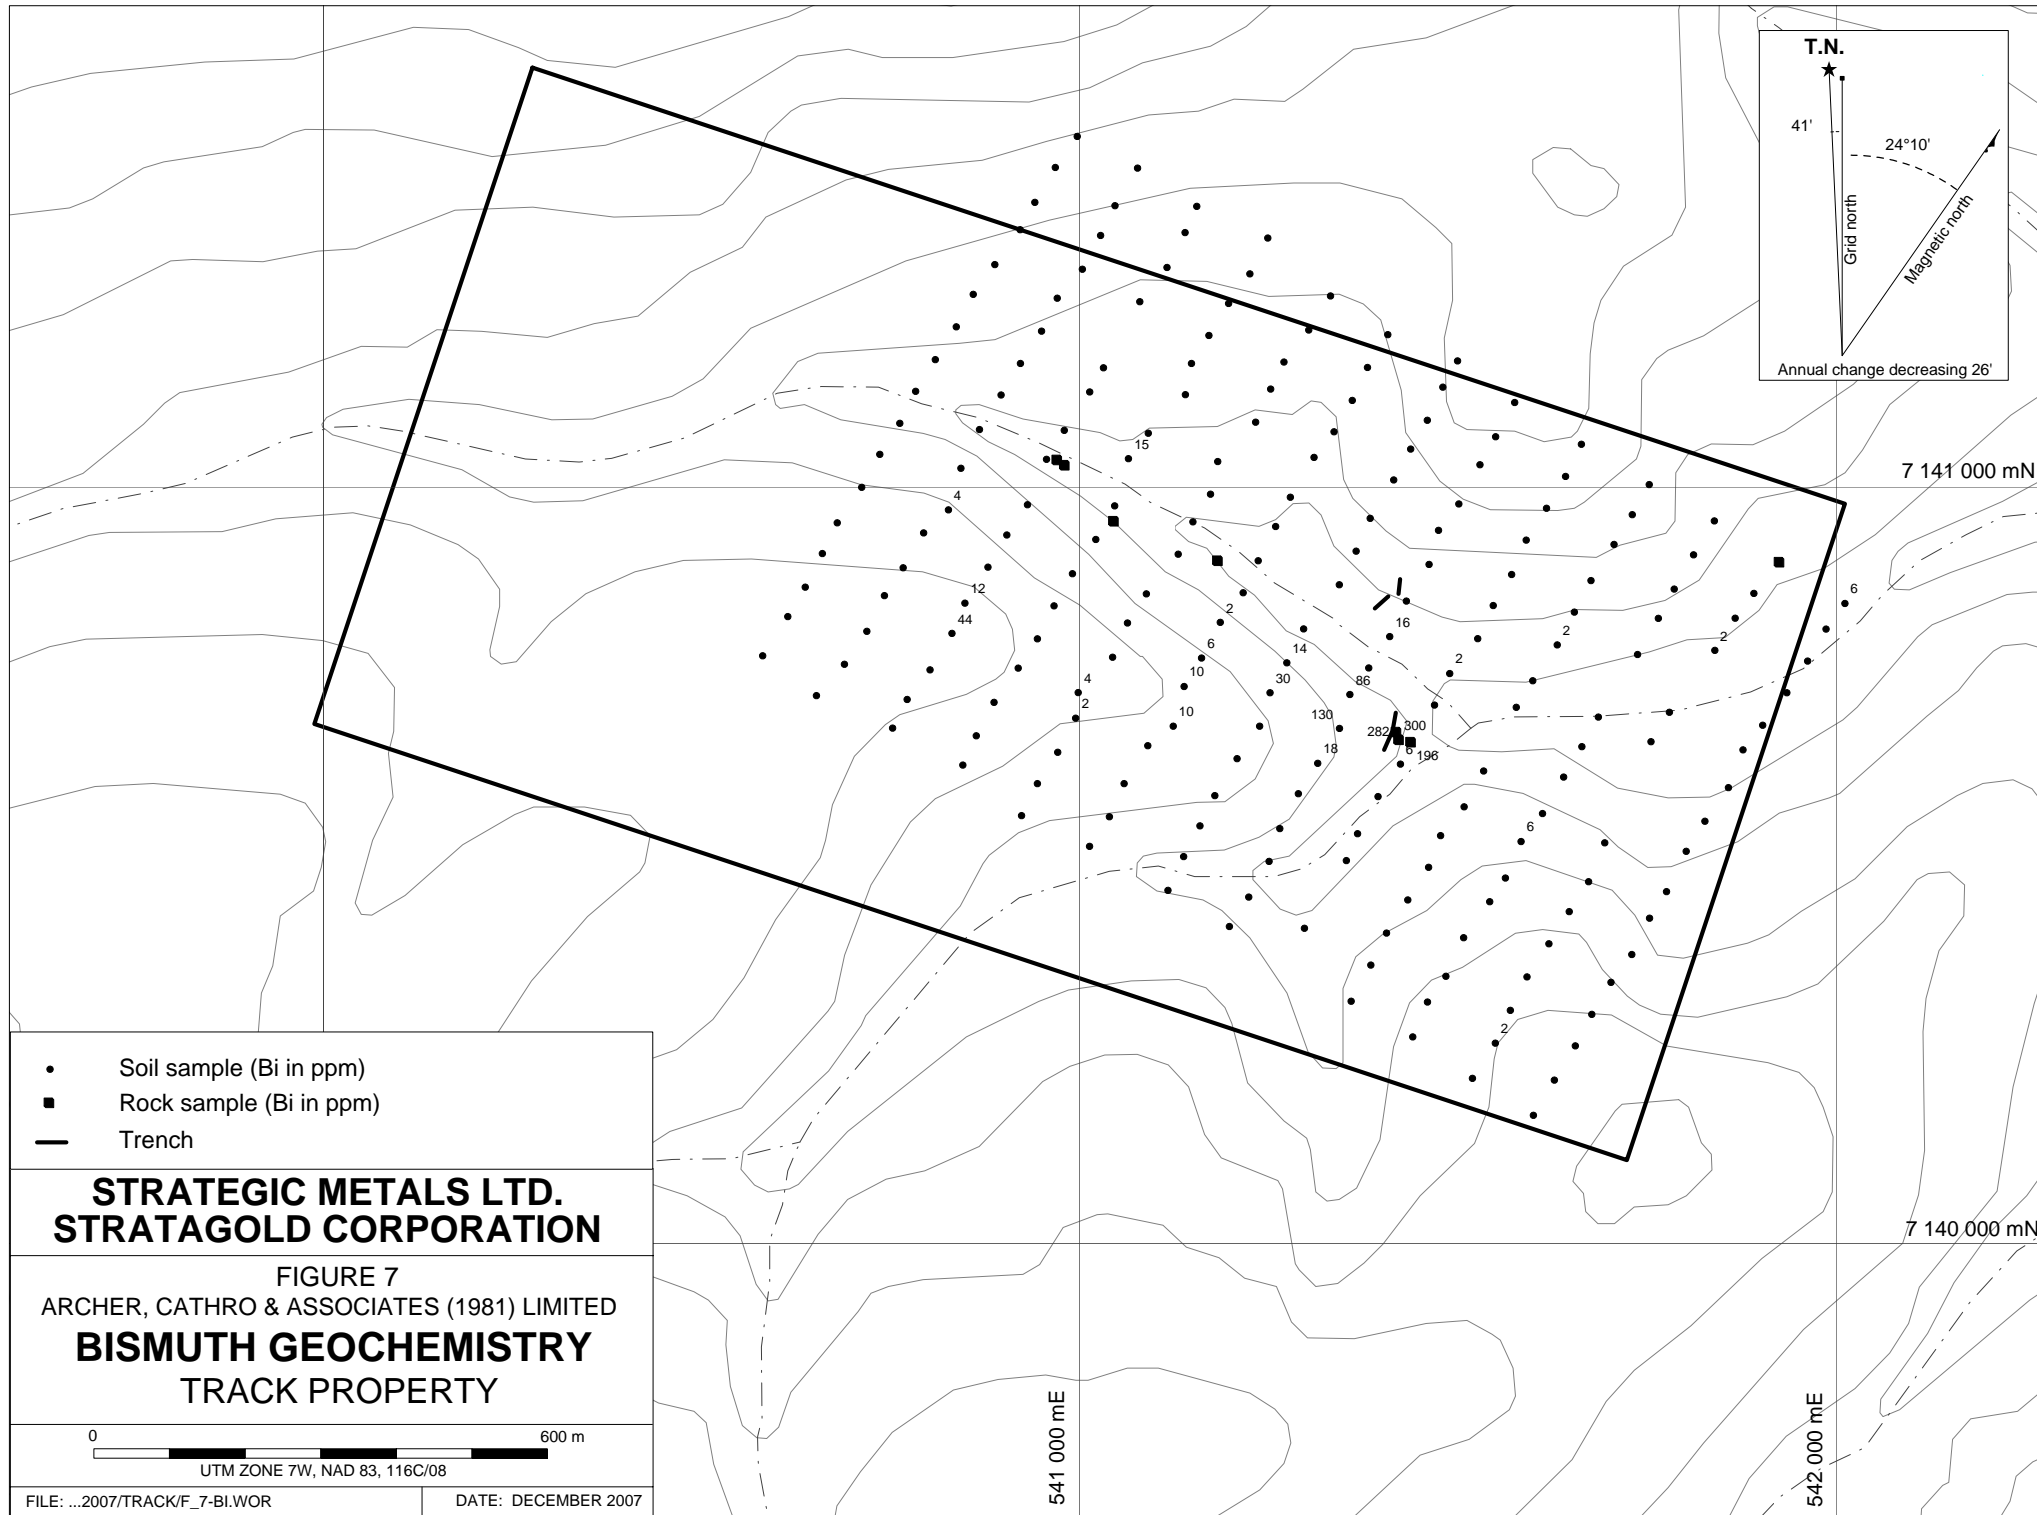 T.N.
41'
24°10'
Grid north
Magnetic north
Annual change decreasing 26'
15
7 141 000 mN
4
12
44
2
6
16
14
2
2
2
6
4
10
30
86
2
10
130
282
300
18
6
196
6
2
Soil sample (Bi in ppm)
Rock sample (Bi in ppm)
Trench
STRATEGIC METALS LTD.
STRATAGOLD CORPORATION
7 140 000 mN
FIGURE 7
ARCHER, CATHRO & ASSOCIATES (1981) LIMITED
BISMUTH GEOCHEMISTRY
TRACK PROPERTY
0 600 m
UTM ZONE 7W, NAD 83, 116C/08
FILE: ...2007/TRACK/F_7-BI.WOR
DATE: DECEMBER 2007
541 000 mE
542 000 mE